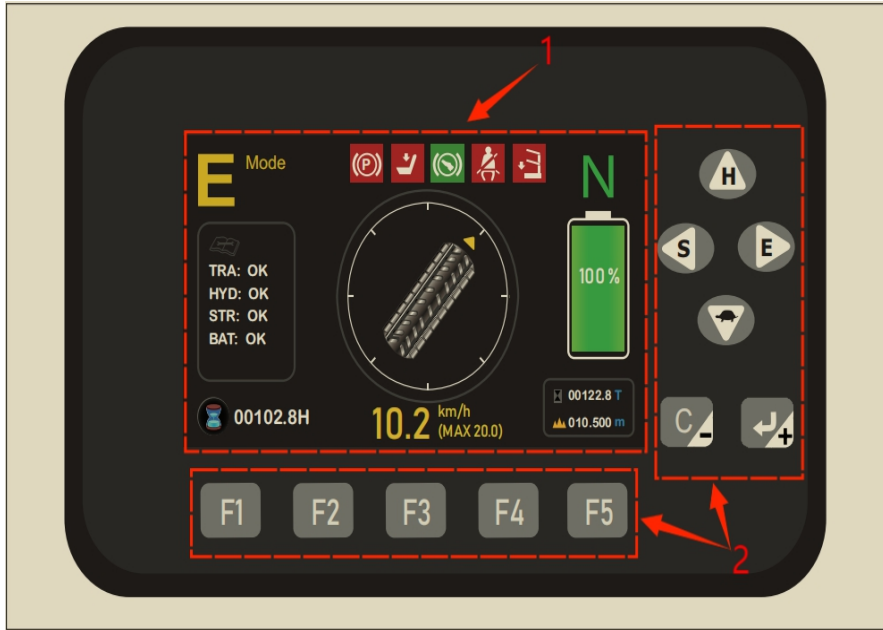 1
E Mode
(P)
N
TRA: OK
HYD: OK
STR: OK
BAT: OK
100%
00102.8H
10.2 km/h
(MAX 20.0)
00122.8 T
010.500 m
H
S
E
C -
+
F1
F2
F3
F4
F5
2